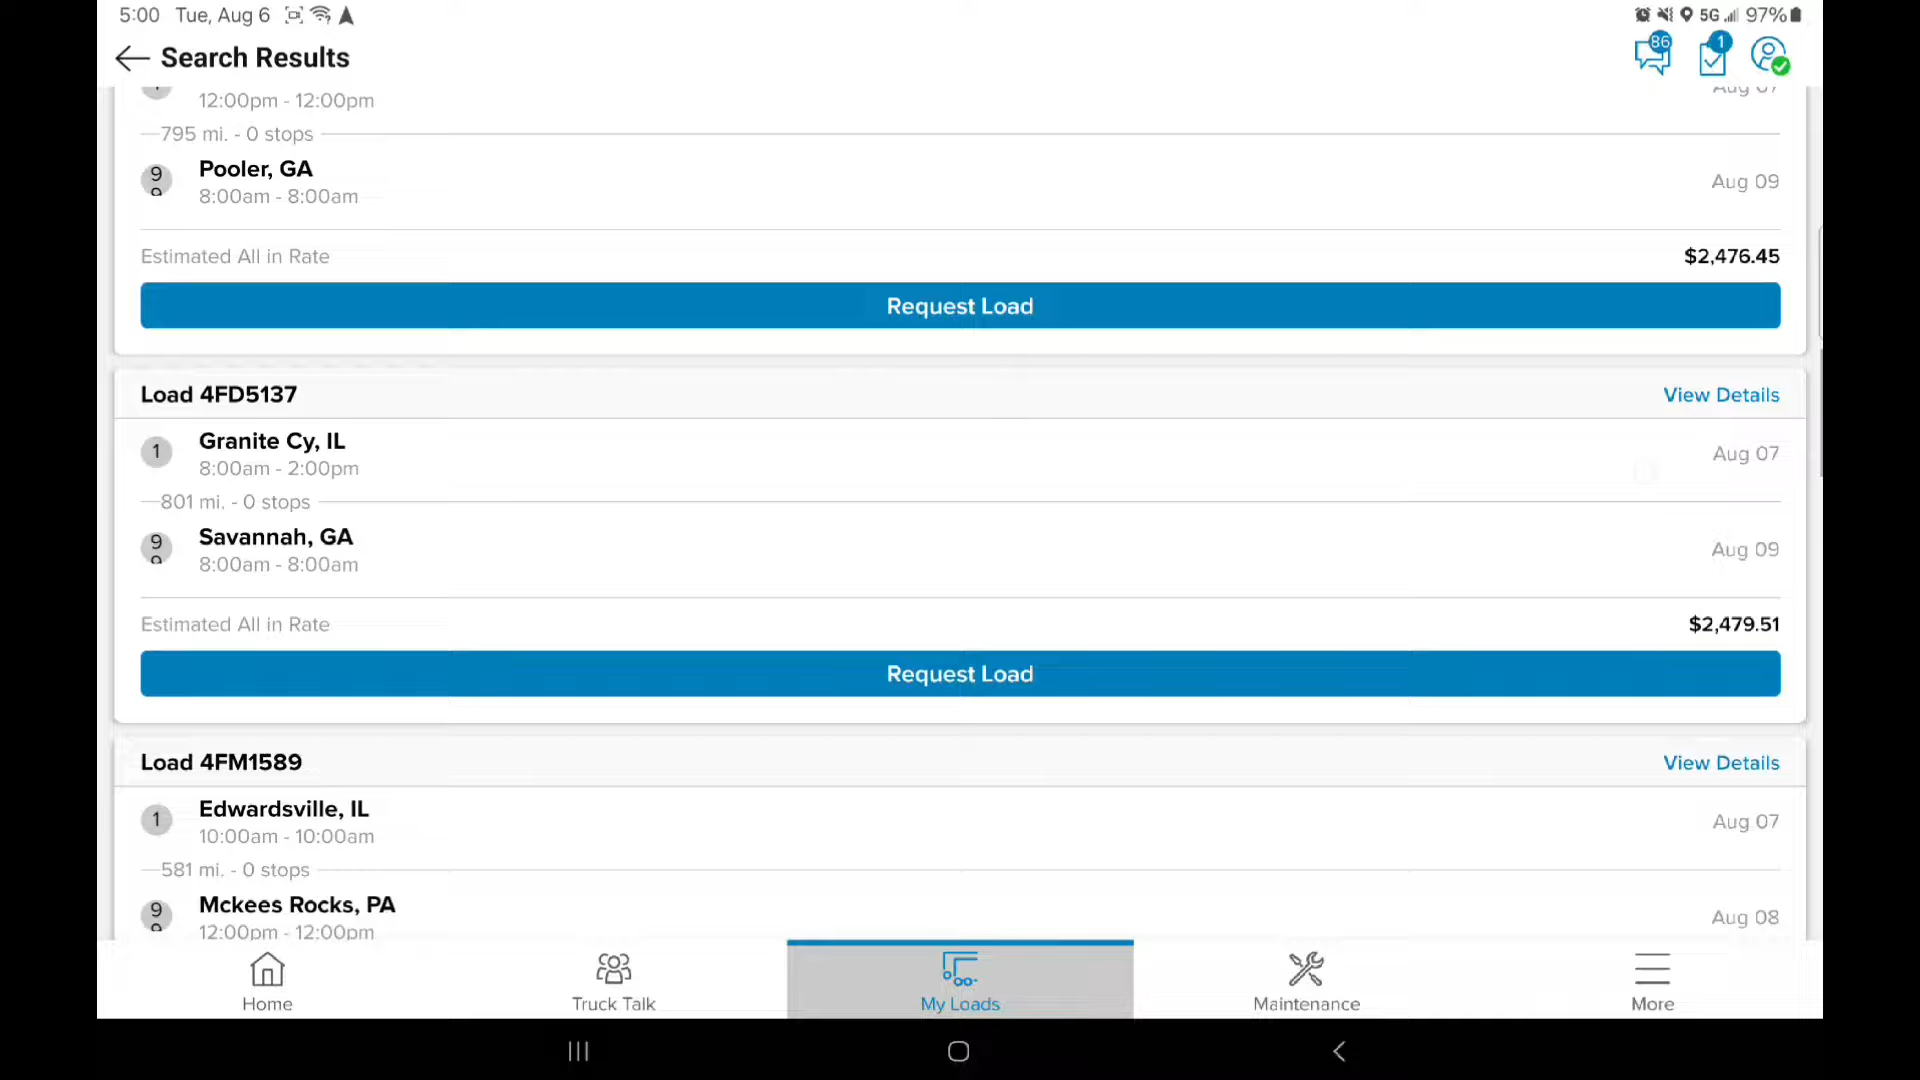 5:00 Tue, Aug 6 5G 97%
Search Results 86 1
12:00pm - 12:00pm Aug 07
795 mi. - 0 stops
9 Pooler, GA
8:00am - 8:00am Aug 09
Estimated All in Rate $2,476.45
Request Load
Load 4FD5137 View Details
1 Granite Cy, IL
8:00am - 2:00pm Aug 07
801 mi. - 0 stops
9 Savannah, GA
8:00am - 8:00am Aug 09
Estimated All in Rate $2,479.51
Request Load
Load 4FM1589 View Details
1 Edwardsville, IL
10:00am - 10:00am Aug 07
581 mi. - 0 stops
9 Mckees Rocks, PA
12:00pm - 12:00pm Aug 08
Home Truck Talk My Loads Maintenance More